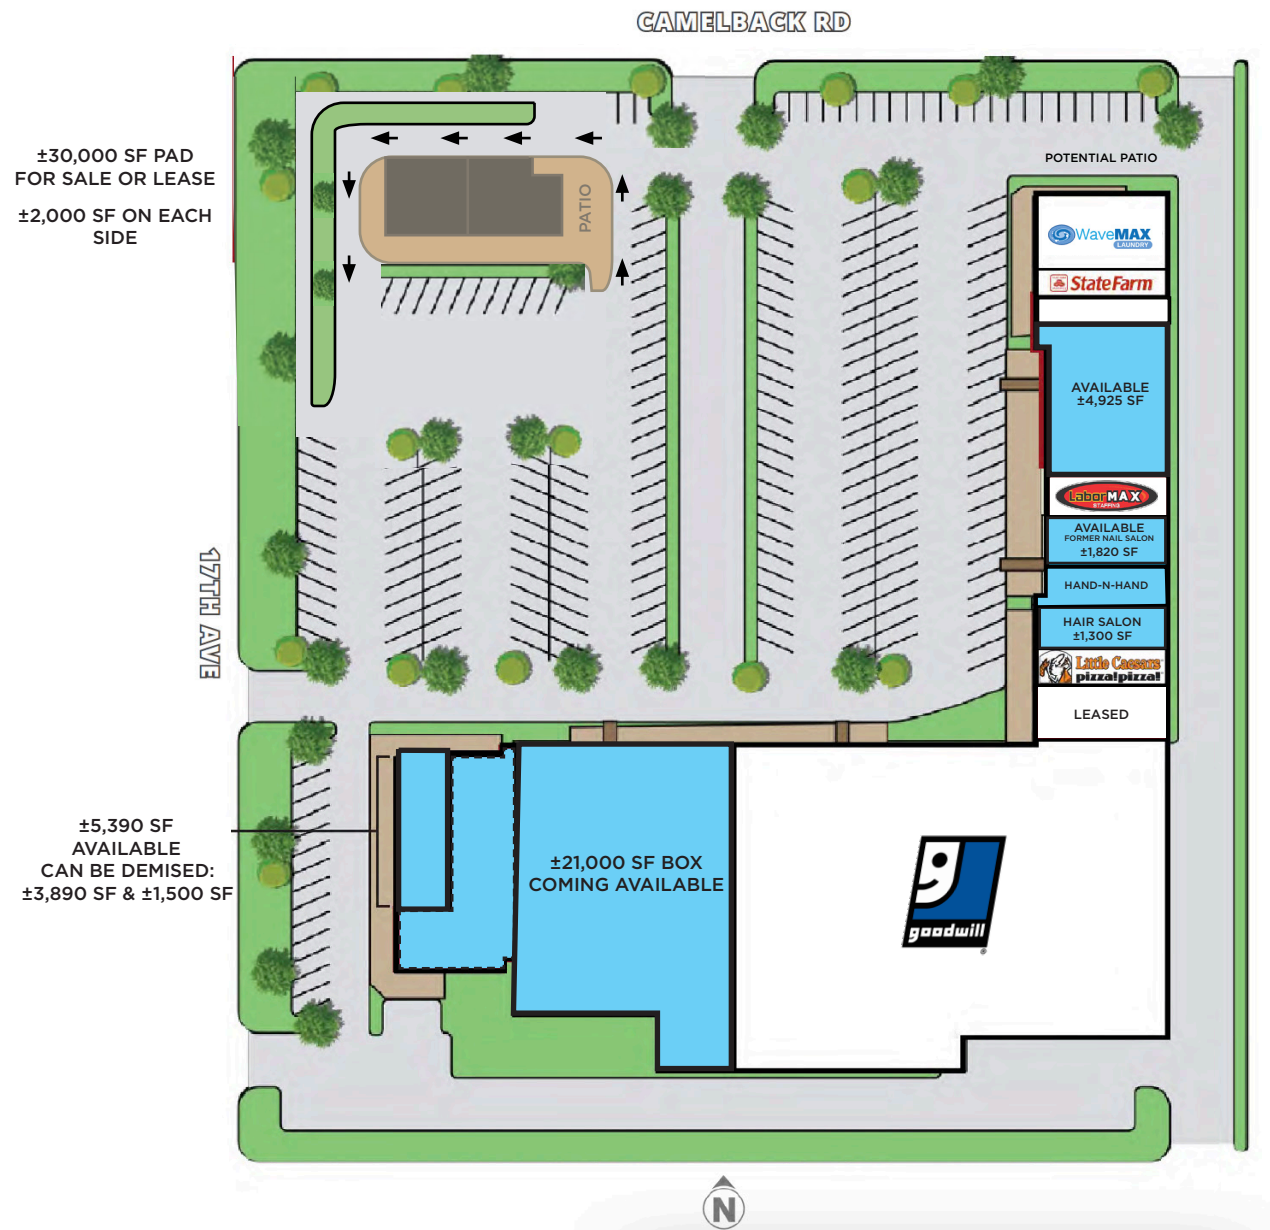 CAMELBACK RD
±30,000 SF PAD
FOR SALE OR LEASE
±2,000 SF ON EACH
SIDE
PATIO
POTENTIAL PATIO
WaveMAX
LAUNDRY
StateFarm
AVAILABLE
±4,925 SF
LaborMAX
STAFFING
AVAILABLE
FORMER NAIL SALON
±1,820 SF
HAND-N-HAND
HAIR SALON
±1,300 SF
Little Caesars
pizza!pizza!
LEASED
17TH AVE
±5,390 SF
AVAILABLE
CAN BE DEMISED:
±3,890 SF & ±1,500 SF
±21,000 SF BOX
COMING AVAILABLE
goodwill
®
N